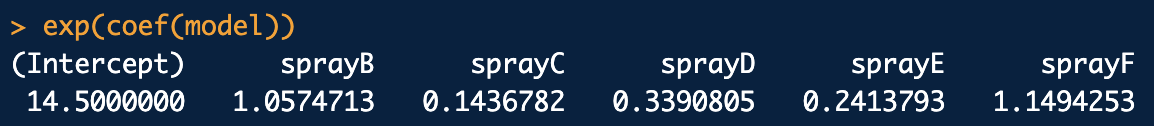 > exp(coef(model))
(Intercept) sprayB sprayC sprayD sprayE sprayF
14.5000000 1.0574713 0.1436782 0.3390805 0.2413793 1.1494253